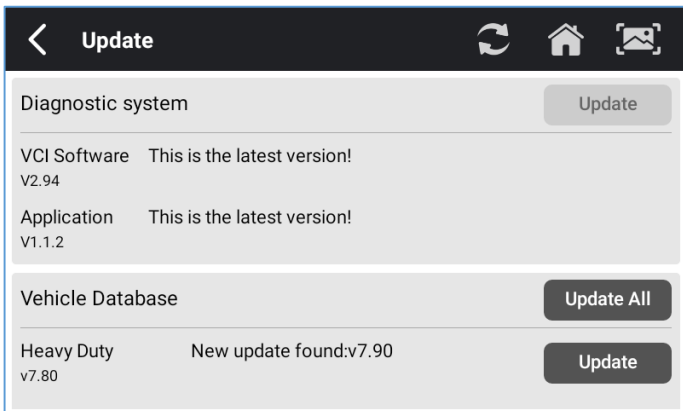 Update
Diagnostic system Update
VCI Software This is the latest version!
V2.94
Application This is the latest version!
V1.1.2
Vehicle Database Update All
Heavy Duty New update found:v7.90 Update
v7.80